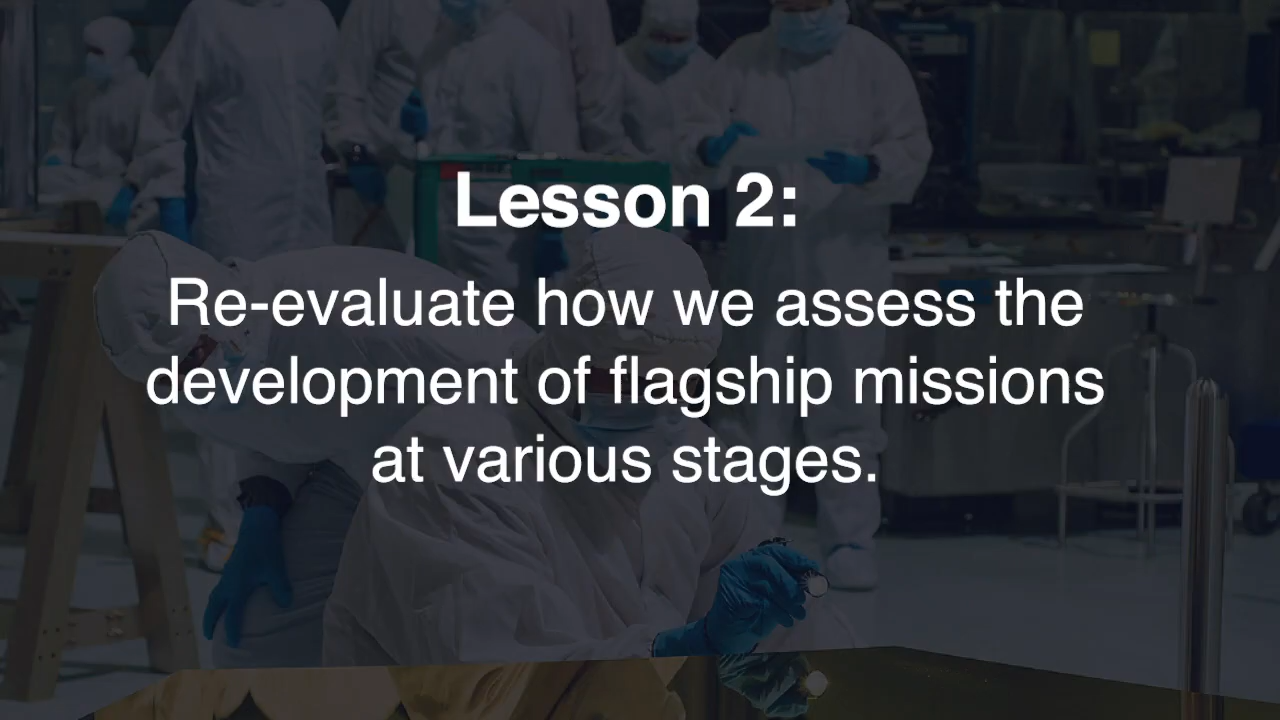 Lesson 2:
Re-evaluate how we assess the
development of flagship missions
at various stages.